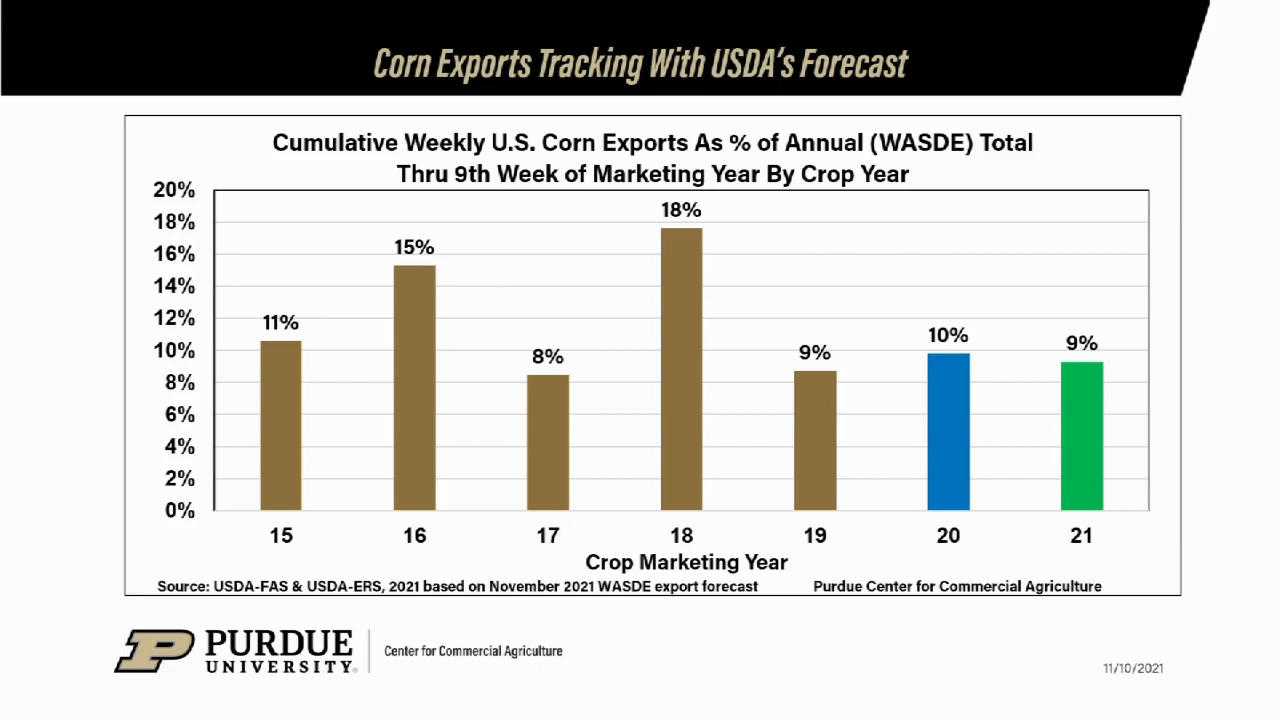 Corn Exports Tracking With USDA's Forecast
Cumulative Weekly U.S. Corn Exports As % of Annual (WASDE) Total
Thru 9th Week of Marketing Year By Crop Year
20%
18%
16%
14%
12%
10%
8%
6%
4%
2%
0%
11%
15%
8%
18%
9%
10%
9%
15 16 17 18 19 20 21
Crop Marketing Year
Source: USDA-FAS & USDA-ERS, 2021 based on November 2021 WASDE export forecast Purdue Center for Commercial Agriculture
P PURDUE
UNIVERSITY®
Center for Commercial Agriculture
11/10/2021